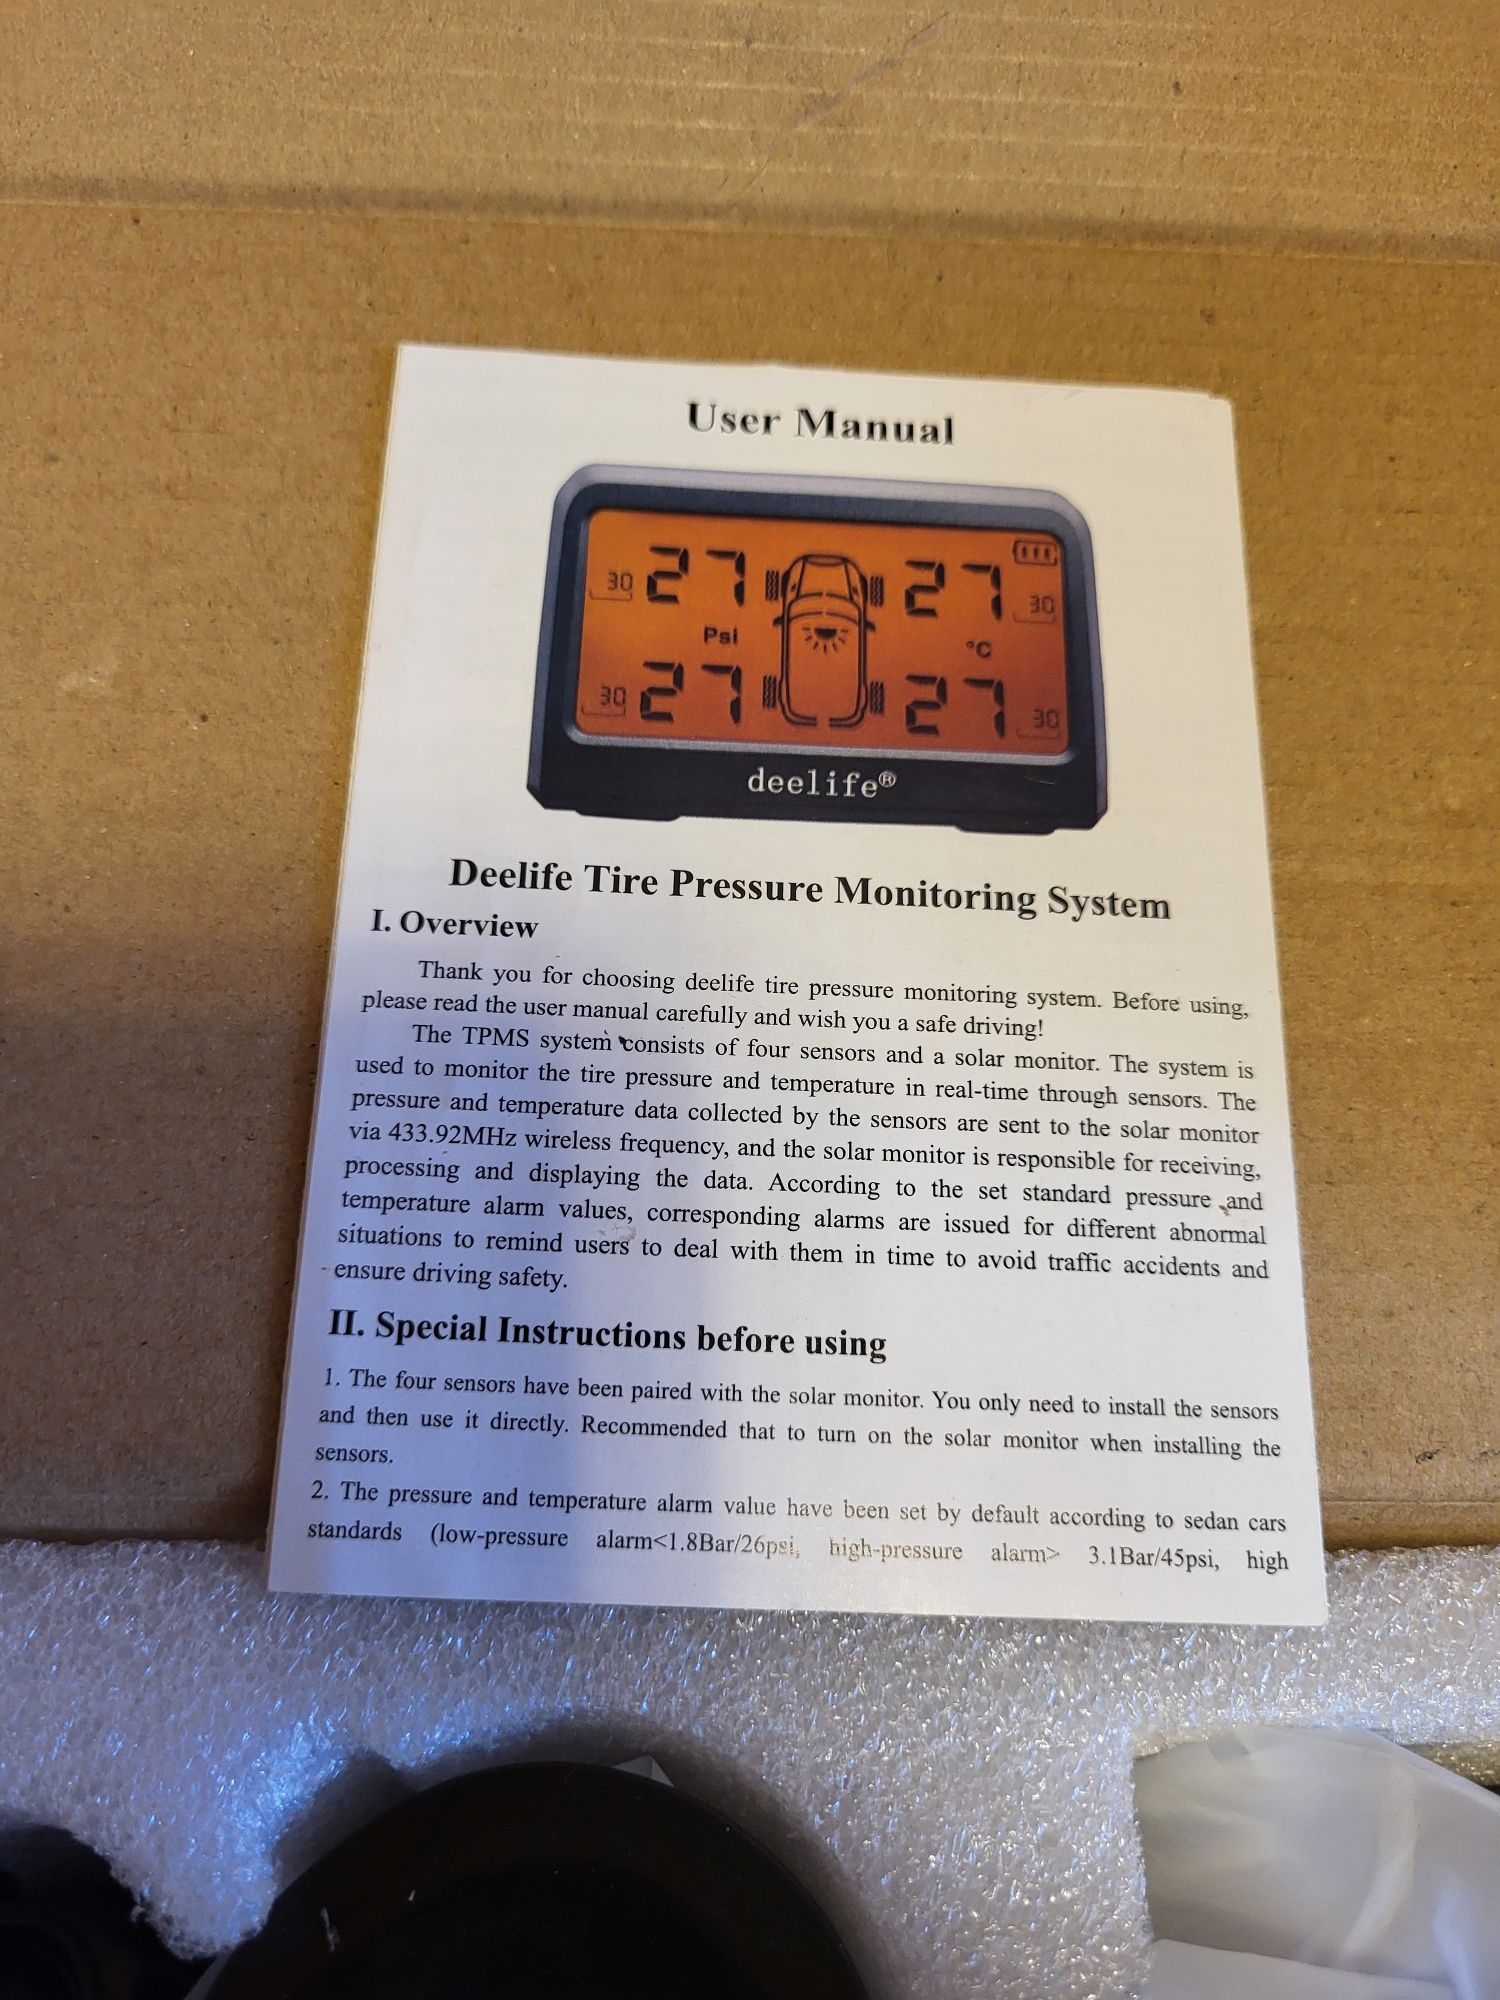 User Manual
30 27 27 30
Psi °C
30 27 27 30
deelife®
Deelife Tire Pressure Monitoring System
I. Overview
Thank you for choosing deelife tire pressure monitoring system. Before using,
please read the user manual carefully and wish you a safe driving!
The TPMS system consists of four sensors and a solar monitor. The system is
used to monitor the tire pressure and temperature in real-time through sensors. The
pressure and temperature data collected by the sensors are sent to the solar monitor
via 433.92MHz wireless frequency, and the solar monitor is responsible for receiving,
processing and displaying the data. According to the set standard pressure and
temperature alarm values, corresponding alarms are issued for different abnormal
situations to remind users to deal with them in time to avoid traffic accidents and
ensure driving safety.
II. Special Instructions before using
1. The four sensors have been paired with the solar monitor. You only need to install the sensors
and then use it directly. Recommended that to turn on the solar monitor when installing the
sensors.
2. The pressure and temperature alarm value have been set by default according to sedan cars
standards (low-pressure alarm<1.8Bar/26psi, high-pressure alarm> 3.1Bar/45psi, high